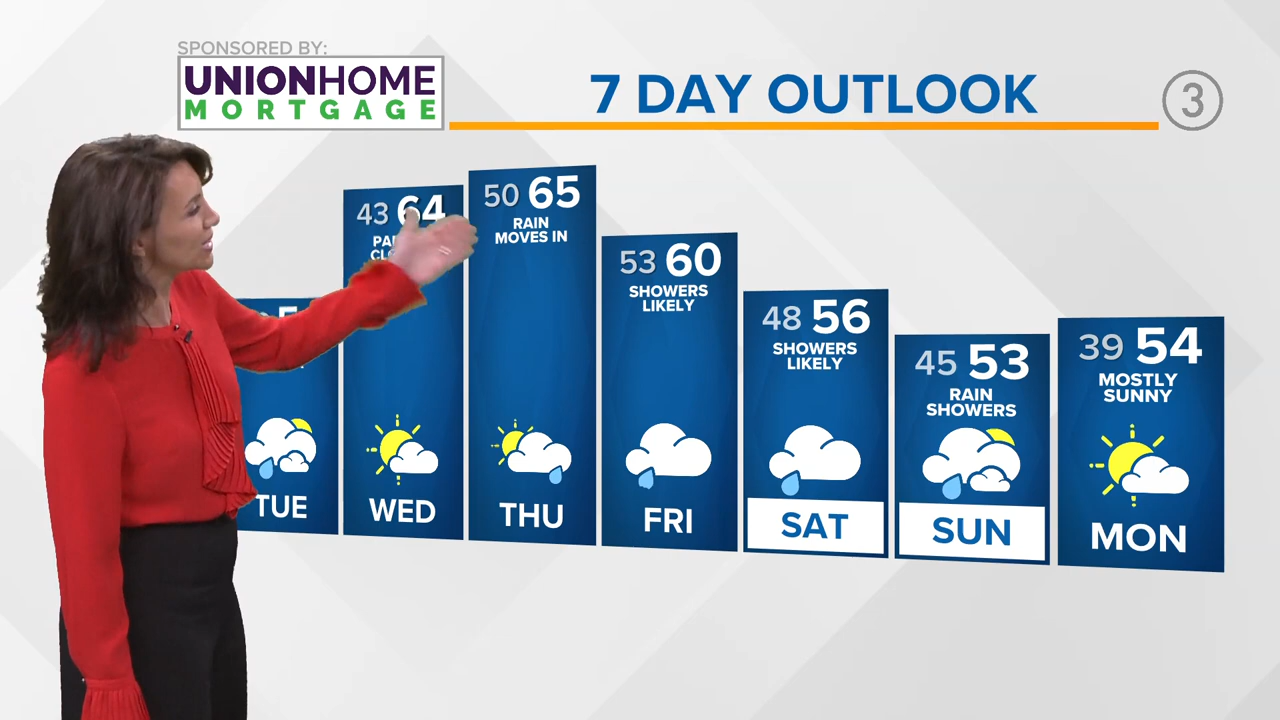 SPONSORED BY:
UNIONHOME
MORTGAGE
7 DAY OUTLOOK
3
TUE
43 64
WED
50 65
RAIN
MOVES IN
THU
53 60
SHOWERS
LIKELY
FRI
48 56
SHOWERS
LIKELY
SAT
45 53
RAIN
SHOWERS
SUN
39 54
MOSTLY
SUNNY
MON